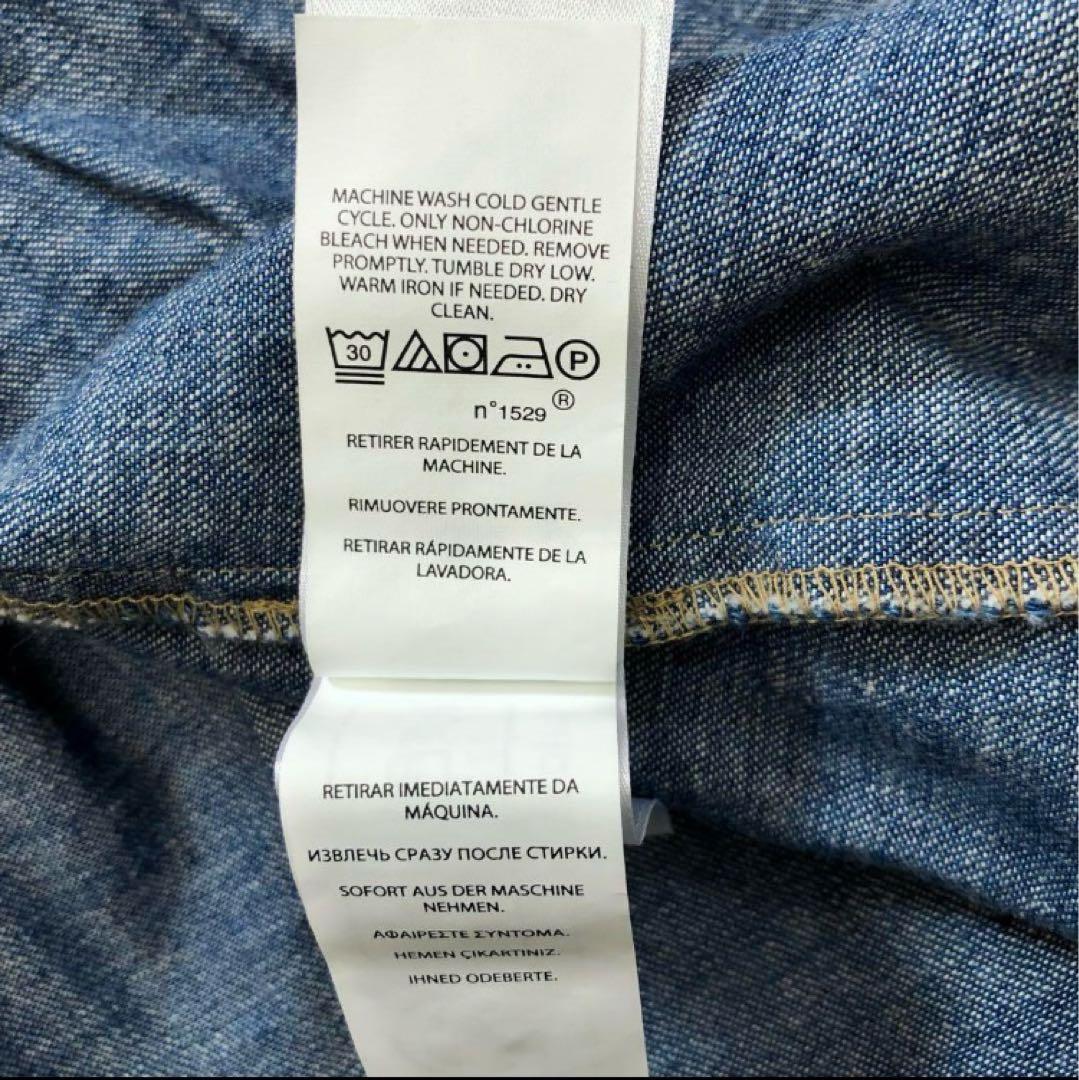 MACHINE WASH COLD GENTLE
CYCLE. ONLY NON-CHLORINE
BLEACH WHEN NEEDED. REMOVE
PROMPTLY. TUMBLE DRY LOW.
WARM IRON IF NEEDED. DRY
CLEAN.
30 P
n°1529 ®
RETIRER RAPIDEMENT DE LA
MACHINE.
RIMUOVERE PRONTAMENTE.
RETIRAR RÁPIDAMENTE DE LA
LAVADORA.
RETIRAR IMEDIATAMENTE DA
MÁQUINA.
ИЗВЛЕЧЬ СРАЗУ ПОСЛЕ СТИРКИ.
SOFORT AUS DER MASCHINE
NEHMEN.
ΑΦΑΙΡΕΣΤΕ ΣΥΝΤΟΜΑ.
HEMEN ÇIKARTINIZ.
IHNED ODEBERTE.